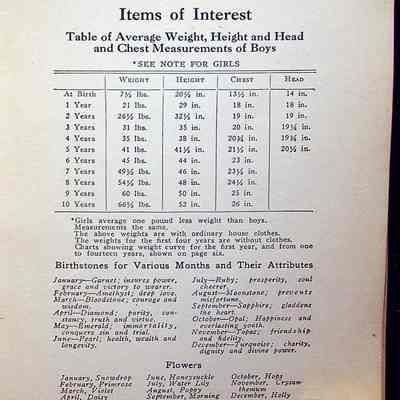 Items of Interest
Table of Average Weight, Height and Head
and Chest Measurements of Boys
*SEE NOTE FOR GIRLS
WEIGHT HEIGHT CHEST HEAD
At Birth 7½ lbs. 20½ in. 13½ in. 14 in.
1 Year 21 lbs. 29 in. 18 in. 18 in.
2 Years 26½ lbs. 32½ in. 19 in. 19 in.
3 Years 31 lbs. 35 in. 20 in. in.
4 Years 35 lbs. 38 in. in. in.
5 Years 41 lbs. 41½ in. 21½ in. 20½ in.
6 Years 45 lbs. 44 in. 23 in.
7 Years 49½ lbs. 46 in. 23½ in.
8 Years 54½ lbs. 48 in. 24½ in.
9 Years 60 lbs. 50 in. 25 in.
10 Years 66½ lbs. 52 in. 26 in.
*Girls average one pound less weight than boys.
Measurements the same.
The above weights are with ordinary house clothes.
The weights for the first four years are without clothes.
Charts showing weight curve for the first year, and from one
to fourteen years, shown on page six.
Birthstones for Various Months and Their Attributes
January—Garnet; insures power,
grace and victory to wearer.
February—Amethyst; deep love.
March—Bloodstone; courage and
wisdom.
April—Diamond; purity, con-
stancy, truth and virtue.
May—Emerald; immortality,
conquers sin and trial.
June—Pearl; health, wealth and
longevity.
July—Ruby; prosperity, soul
cheerer.
August—Moonstone; prevents
misfortune.
September—Sapphire; gladdens
the heart.
October—Opal; Happiness and
everlasting youth.
November—Topaz; friendship
and fidelity.
December—Turquoise; charity,
dignity and divine power.
Flowers
January, Snowdrop
February, Primrose
March, Violet
April, Daisy
June, Honeysuckle
July, Water Lily
August, Poppy
September, Morning
October, Hops
November, Crysan-
themum
December, Holly